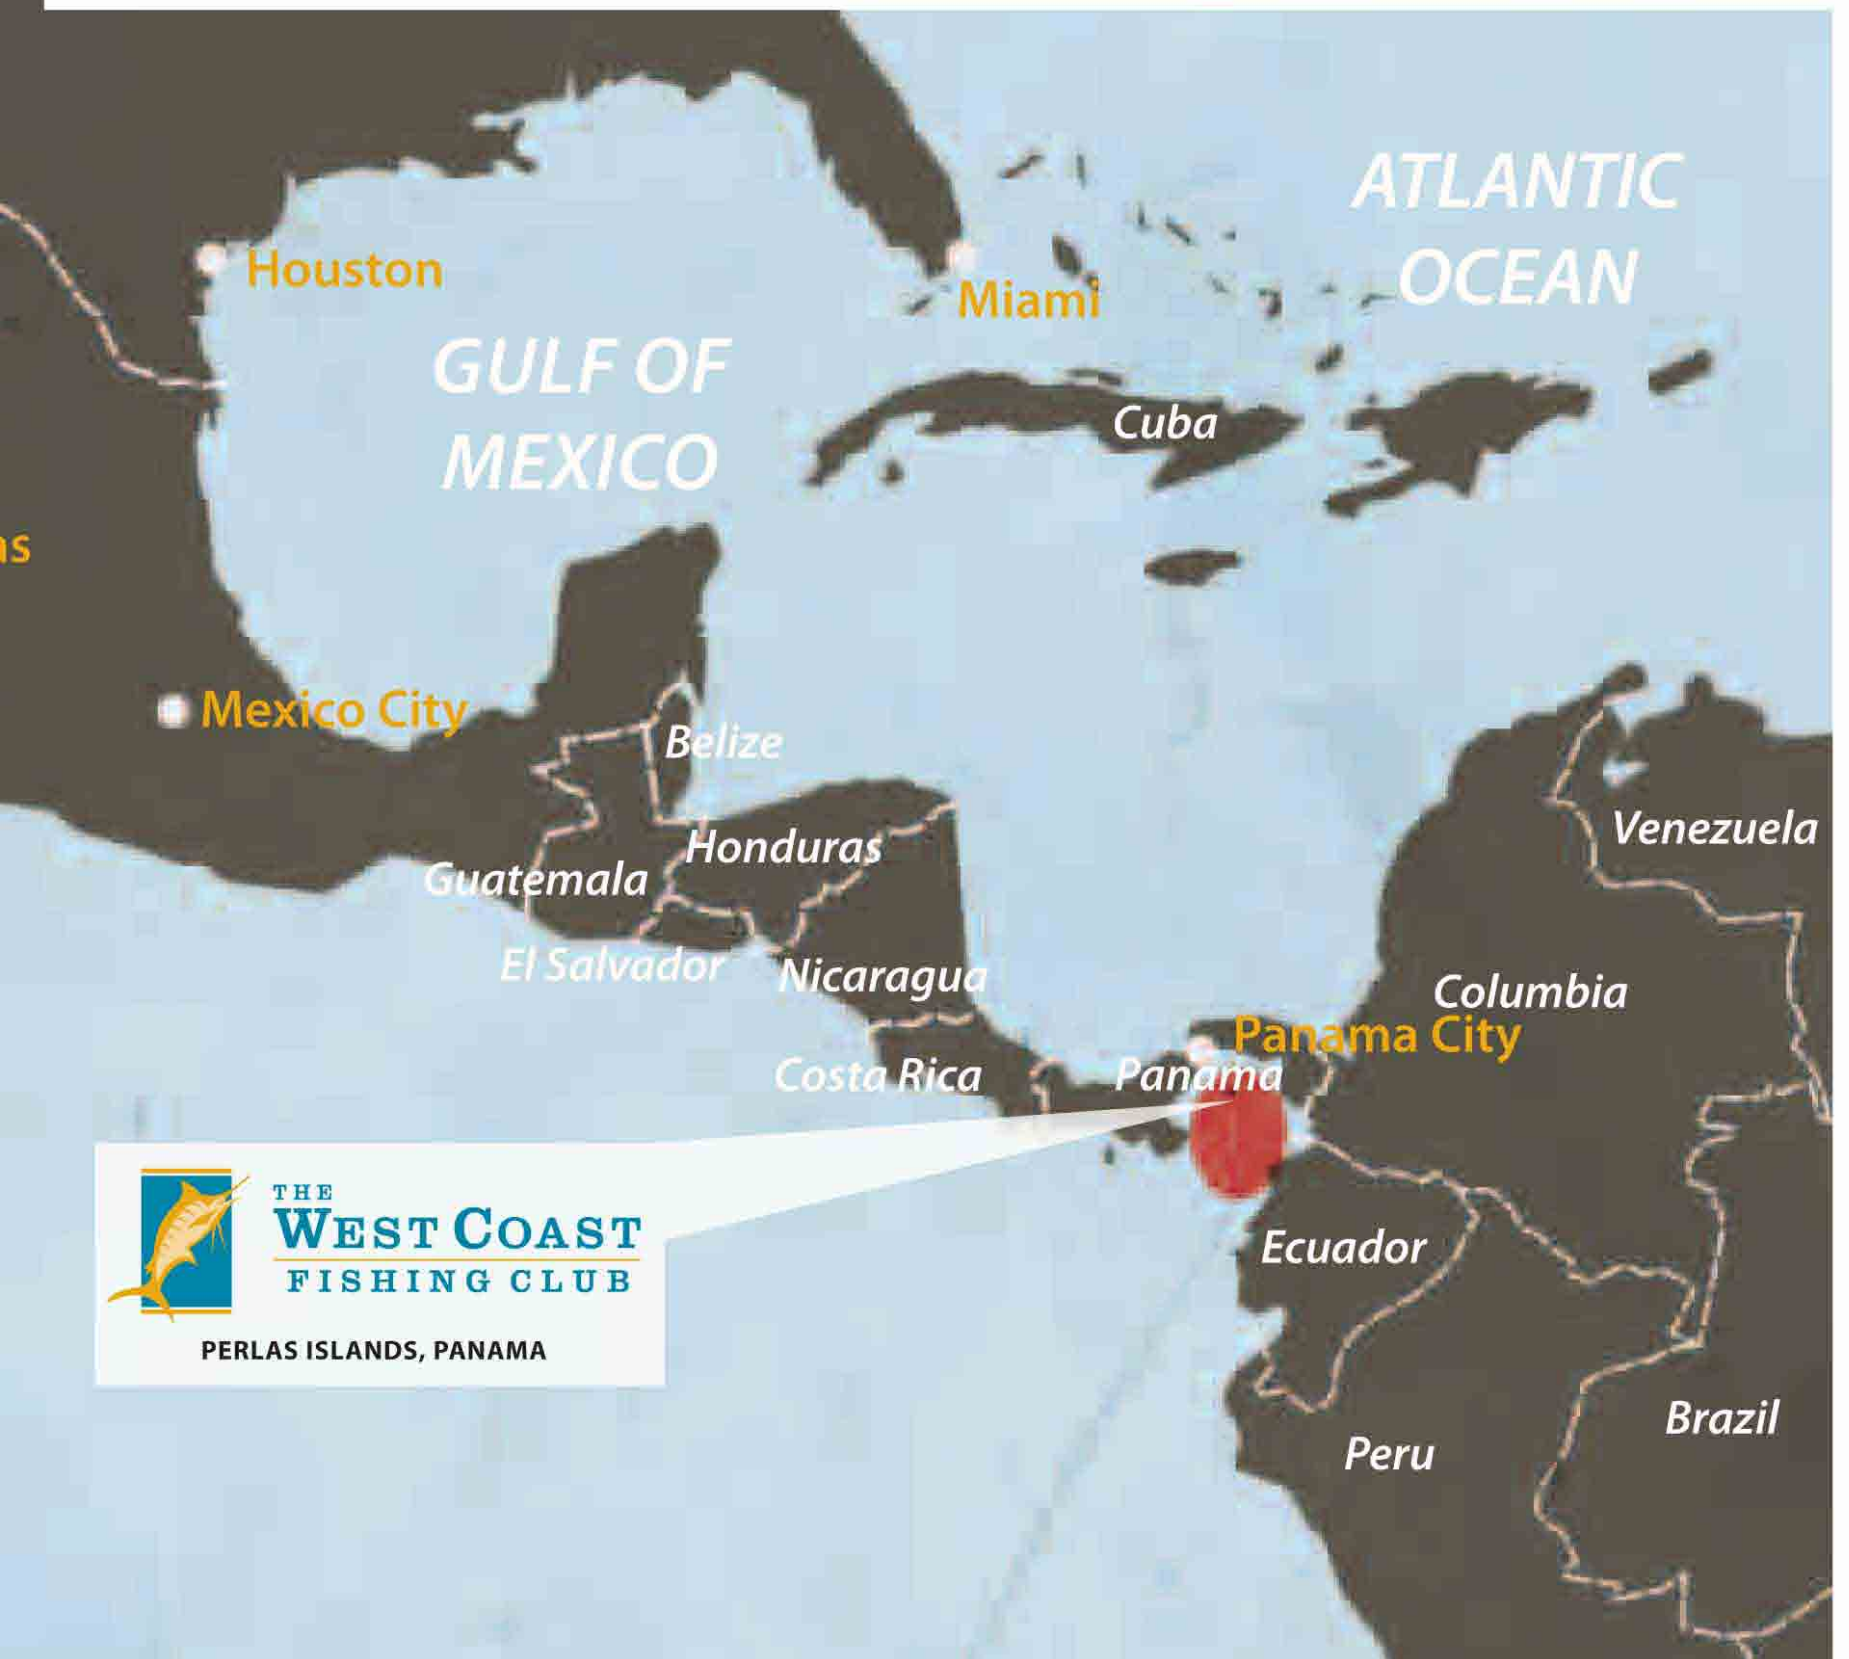 ATLANTIC
OCEAN
Houston
Miami
GULF OF
MEXICO
Cuba
as
Mexico City
Belize
Venezuela
Honduras
Guatemala
El Salvador
Nicaragua
Columbia
Panama City
Costa Rica
Panama
THE
WEST COAST
FISHING CLUB
PERLAS ISLANDS, PANAMA
Ecuador
Brazil
Peru